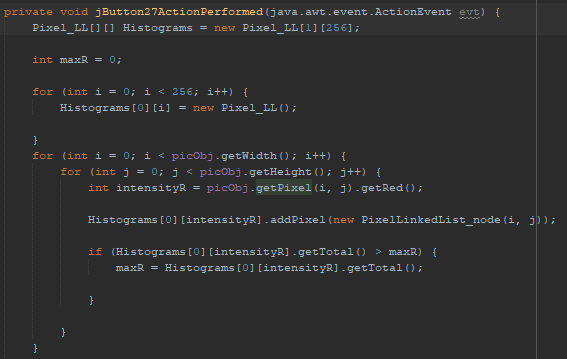 private void jButton27ActionPerformed(java.awt.event.ActionEvent evt) {
    Pixel_LL[][] Histograms = new Pixel_LL[1][256];

    int maxR = 0;

    for (int i = 0; i < 256; i++) {
        Histograms[0][i] = new Pixel_LL();

    }
    for (int i = 0; i < picObj.getWidth(); i++) {
        for (int j = 0; j < picObj.getHeight(); j++) {
            int intensityR = picObj.getPixel(i, j).getRed();

            Histograms[0][intensityR].addPixel(new PixelLinkedList_node(i, j));

            if (Histograms[0][intensityR].getTotal() > maxR) {
                maxR = Histograms[0][intensityR].getTotal();

            }

        }
    }